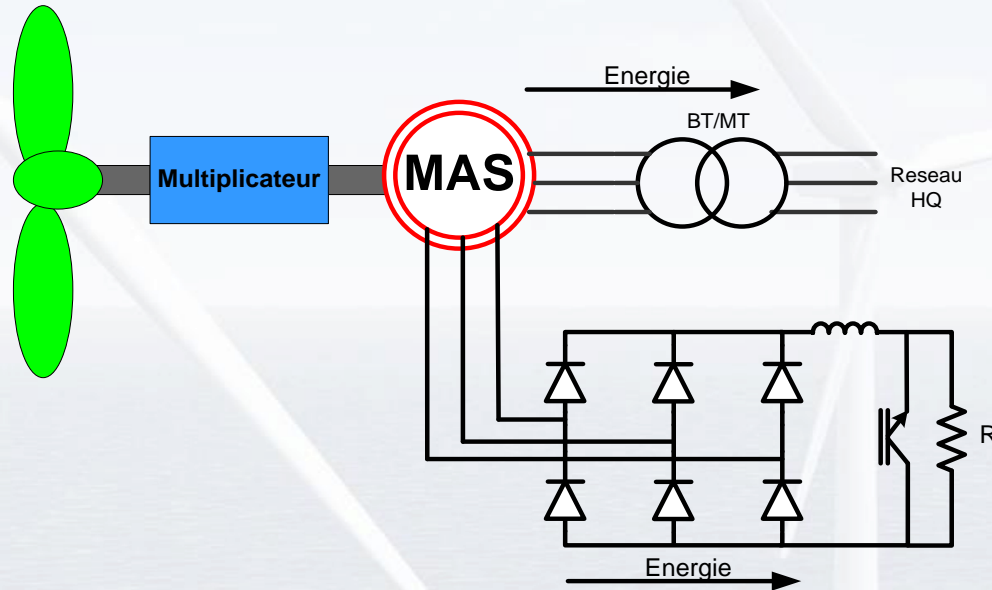 Energie
BT/MT
Multiplicateur
MAS
Reseau
HQ
R
Energie